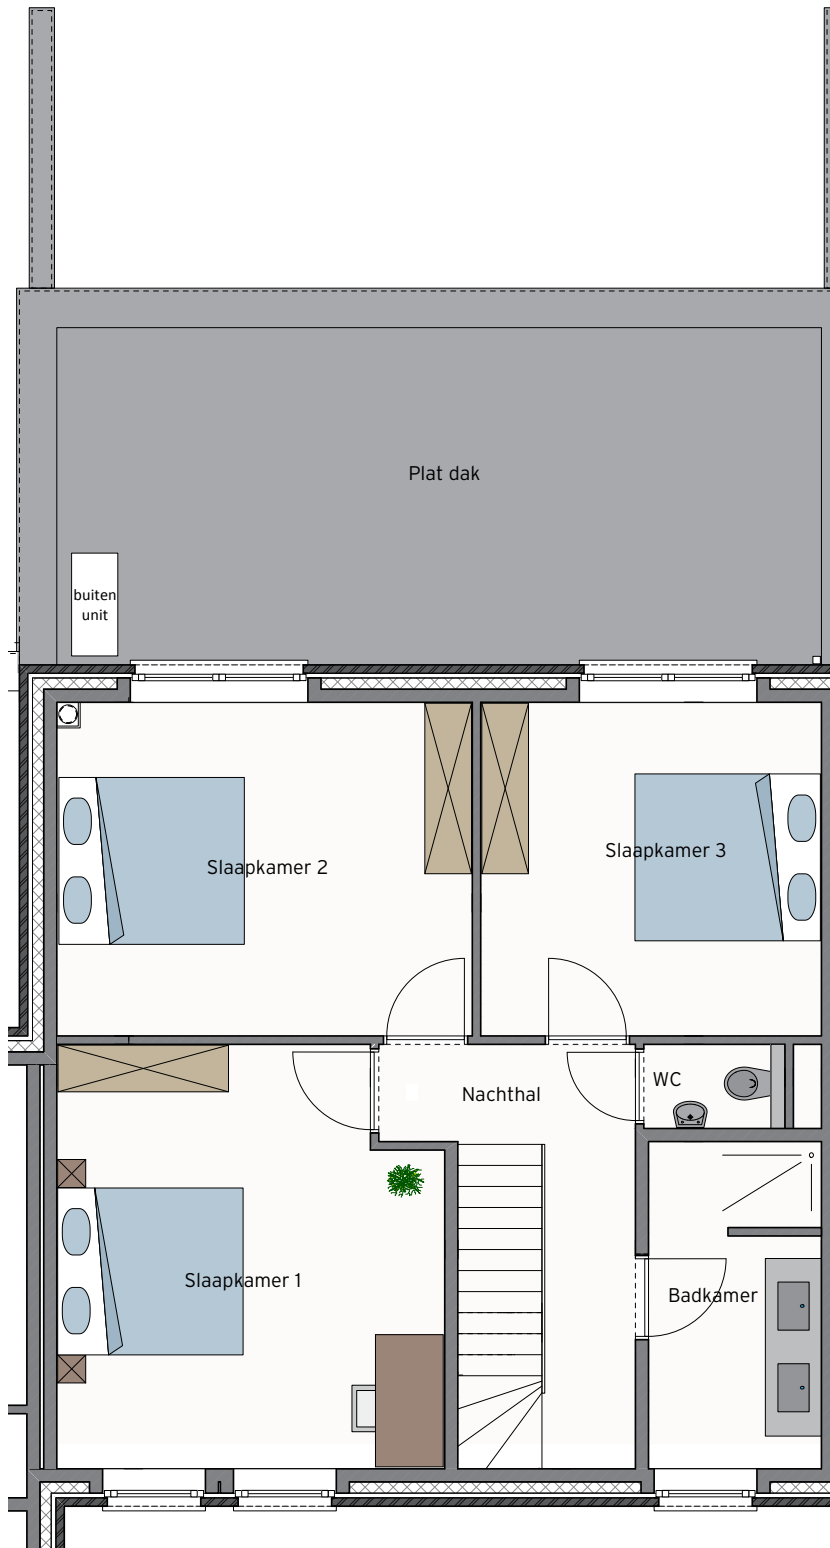 Plat dak
buiten
unit
Slaapkamer 2
Slaapkamer 3
Nachthal
WC
Slaapkamer 1
Badkamer